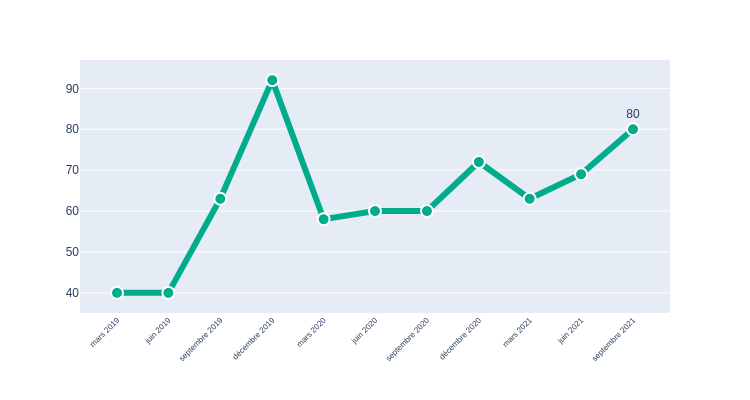 90
80
80
70
60
50
40
mars 2019
juin 2019
septembre 2019
décembre 2019
mars 2020
juin 2020
septembre 2020
décembre 2020
mars 2021
juin 2021
septembre 2021